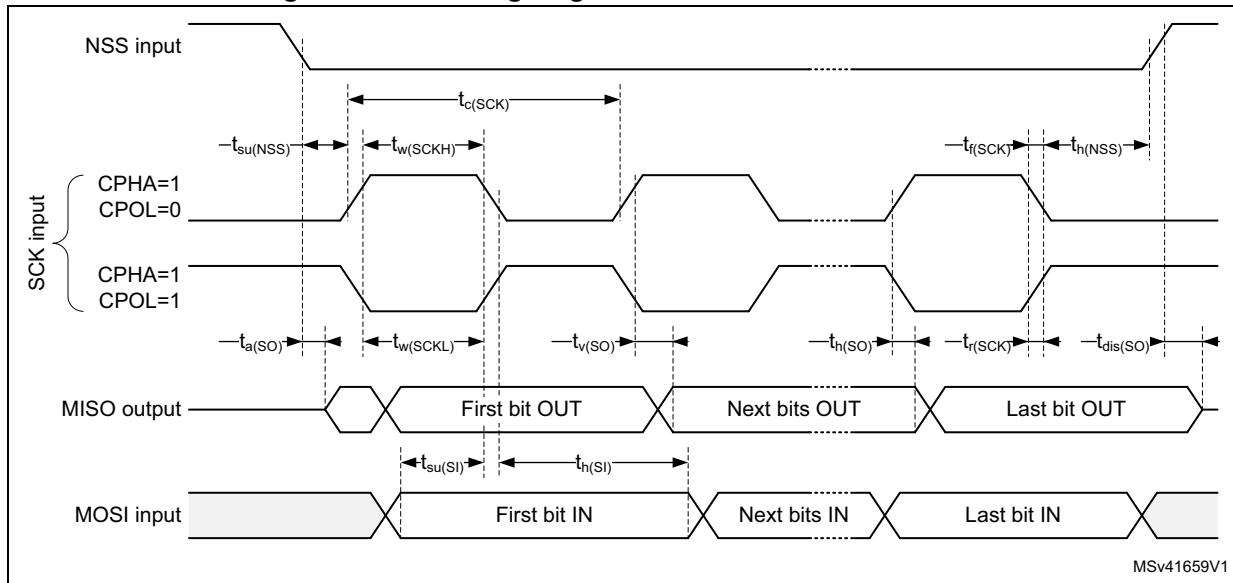 NSS input
tc(SCK)
tsu(NSS) tw(SCKH) tf(SCK) th(NSS)
CPHA=1
CPOL=0
SCK input
CPHA=1
CPOL=1
ta(SO) tw(SCKL) tv(SO) th(SO) tr(SCK) tdis(SO)
MISO output First bit OUT Next bits OUT Last bit OUT
tsu(SI) th(SI)
MOSI input First bit IN Next bits IN Last bit IN
MSv41659V1